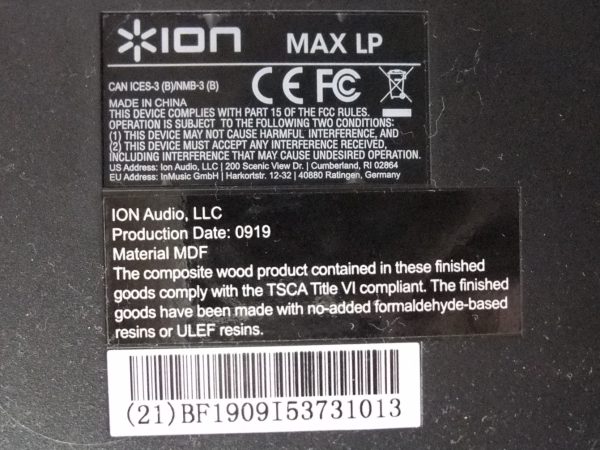 ION MAX LP
CAN ICES-3 (B)/NMB-3 (B) CE FC
MADE IN CHINA
THIS DEVICE COMPLIES WITH PART 15 OF THE FCC RULES.
OPERATION IS SUBJECT TO THE FOLLOWING TWO CONDITIONS:
(1) THIS DEVICE MAY NOT CAUSE HARMFUL INTERFERENCE, AND
(2) THIS DEVICE MUST ACCEPT ANY INTERFERENCE RECEIVED,
INCLUDING INTERFERENCE THAT MAY CAUSE UNDESIRED OPERATION.
US Address: Ion Audio, LLC | 200 Scenic View Dr. | Cumberland, RI 02864
EU Address: InMusic GmbH | Harkortstr. 12-32 | 40880 Ratingen, Germany
ION Audio, LLC
Production Date: 0919
Material MDF
The composite wood product contained in these finished
goods comply with the TSCA Title VI compliant. The finished
goods have been made with no-added formaldehyde-based
resins or ULEF resins.
(21)BF1909I53731013